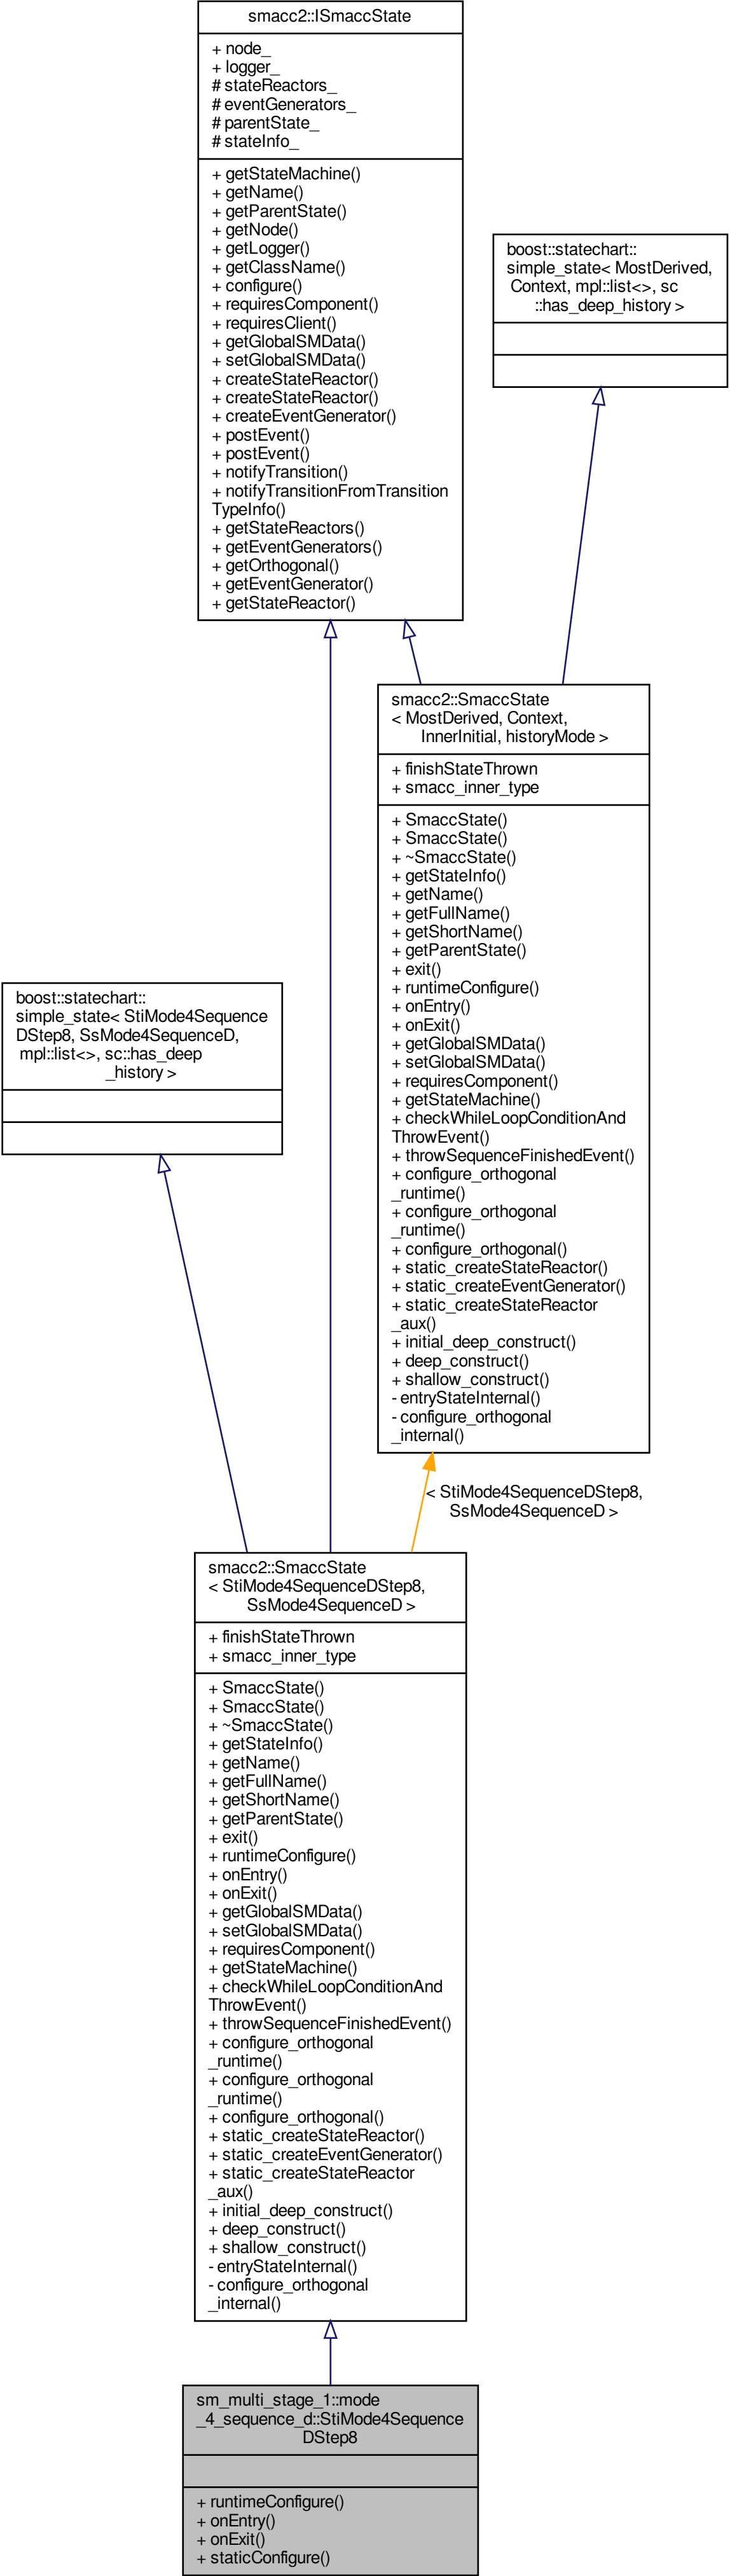 smacc2::ISmaccState
+ node_
+ logger_
# stateReactors_
# eventGenerators_
# parentState_
# stateInfo_
+ getStateMachine()
+ getName()
+ getParentState()
+ getNode()
+ getLogger()
+ getClassName()
+ configure()
+ requiresComponent()
+ requiresClient()
+ getGlobalSMData()
+ setGlobalSMData()
+ createStateReactor()
+ createStateReactor()
+ createEventGenerator()
+ postEvent()
+ postEvent()
+ notifyTransition()
+ notifyTransitionFromTransition
TypeInfo()
+ getStateReactors()
+ getEventGenerators()
+ getOrthogonal()
+ getEventGenerator()
+ getStateReactor()
boost::statechart::
simple_state< MostDerived,
Context, mpl::list<>, sc
::has_deep_history >
smacc2::SmaccState
< MostDerived, Context,
InnerInitial, historyMode >
+ finishStateThrown
+ smacc_inner_type
+ SmaccState()
+ SmaccState()
+ ~SmaccState()
+ getStateInfo()
+ getName()
+ getFullName()
+ getShortName()
+ getParentState()
+ exit()
+ runtimeConfigure()
+ onEntry()
+ onExit()
+ getGlobalSMData()
+ setGlobalSMData()
+ requiresComponent()
+ getStateMachine()
+ checkWhileLoopConditionAnd
ThrowEvent()
+ throwSequenceFinishedEvent()
+ configure_orthogonal
_runtime()
+ configure_orthogonal
_runtime()
+ configure_orthogonal()
+ static_createStateReactor()
+ static_createEventGenerator()
+ static_createStateReactor
_aux()
+ initial_deep_construct()
+ deep_construct()
+ shallow_construct()
- entryStateInternal()
- configure_orthogonal
_internal()
boost::statechart::
simple_state< StiMode4Sequence
DStep8, SsMode4SequenceD,
mpl::list<>, sc::has_deep
_history >
< StiMode4SequenceDStep8,
SsMode4SequenceD >
smacc2::SmaccState
< StiMode4SequenceDStep8,
SsMode4SequenceD >
+ finishStateThrown
+ smacc_inner_type
+ SmaccState()
+ SmaccState()
+ ~SmaccState()
+ getStateInfo()
+ getName()
+ getFullName()
+ getShortName()
+ getParentState()
+ exit()
+ runtimeConfigure()
+ onEntry()
+ onExit()
+ getGlobalSMData()
+ setGlobalSMData()
+ requiresComponent()
+ getStateMachine()
+ checkWhileLoopConditionAnd
ThrowEvent()
+ throwSequenceFinishedEvent()
+ configure_orthogonal
_runtime()
+ configure_orthogonal
_runtime()
+ configure_orthogonal()
+ static_createStateReactor()
+ static_createEventGenerator()
+ static_createStateReactor
_aux()
+ initial_deep_construct()
+ deep_construct()
+ shallow_construct()
- entryStateInternal()
- configure_orthogonal
_internal()
sm_multi_stage_1::mode
_4_sequence_d::StiMode4Sequence
DStep8
+ runtimeConfigure()
+ onEntry()
+ onExit()
+ staticConfigure()